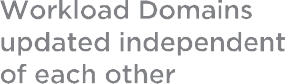 Workload Domains
updated independent
of each other